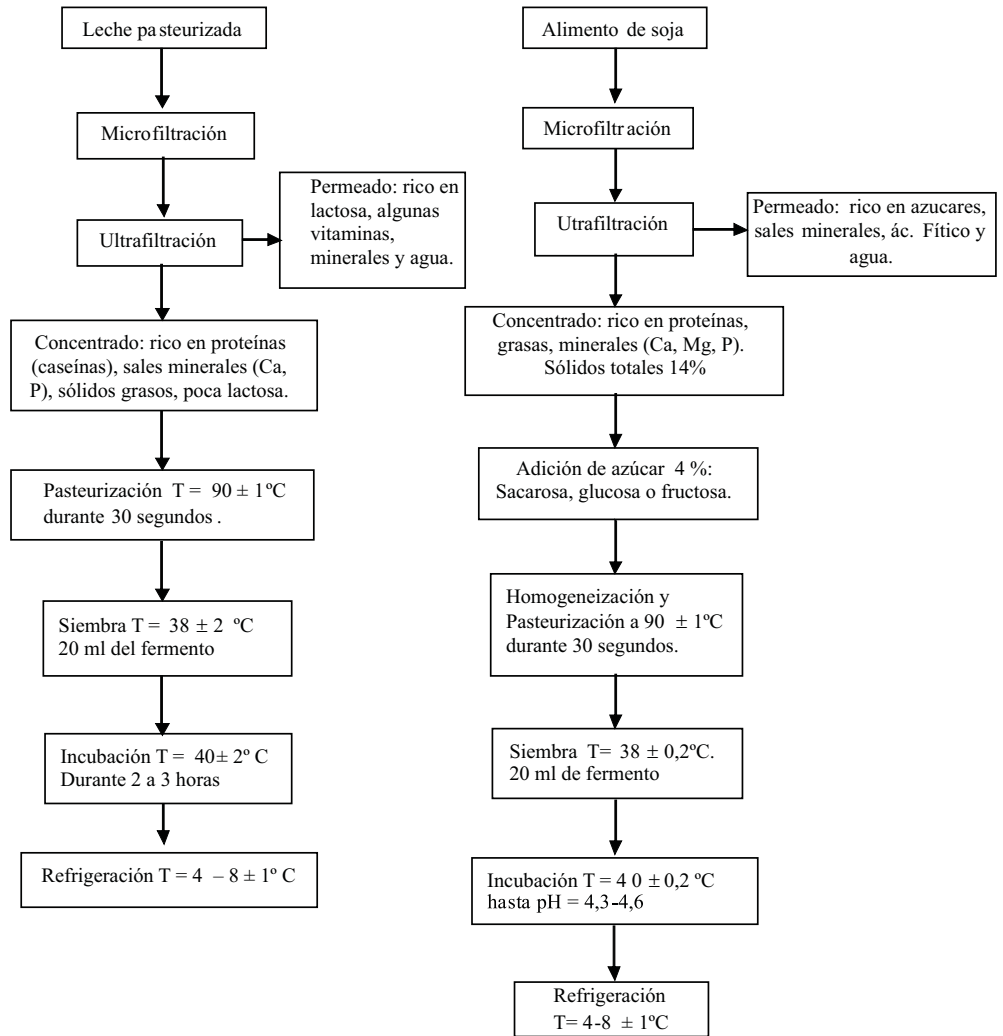 Leche pasteurizada
Microfiltración
Ultrafiltración
Permeado: rico en
lactosa, algunas
vitaminas,
minerales y agua.
Concentrado: rico en proteínas
(caseínas), sales minerales (Ca,
P), sólidos grasos, poca lactosa.
Pasteurización T = 90 ± 1ºC
durante 30 segundos .
Siembra T = 38 ± 2 ºC
20 ml del fermento
Incubación T = 40± 2º C
Durante 2 a 3 horas
Refrigeración T = 4 – 8 ± 1º C
Alimento de soja
Microfiltración
Utrafiltración
Permeado: rico en azucares,
sales minerales, ác. Fítico y
agua.
Concentrado: rico en proteínas,
grasas, minerales (Ca, Mg, P).
Sólidos totales 14%
Adición de azúcar 4 %:
Sacarosa, glucosa o fructosa.
Homogeneización y
Pasteurización a 90 ± 1ºC
durante 30 segundos.
Siembra T= 38 ± 0,2ºC.
20 ml de fermento
Incubación T = 4 0 ± 0,2 ºC
hasta pH = 4,3-4,6
Refrigeración
T= 4-8 ± 1ºC